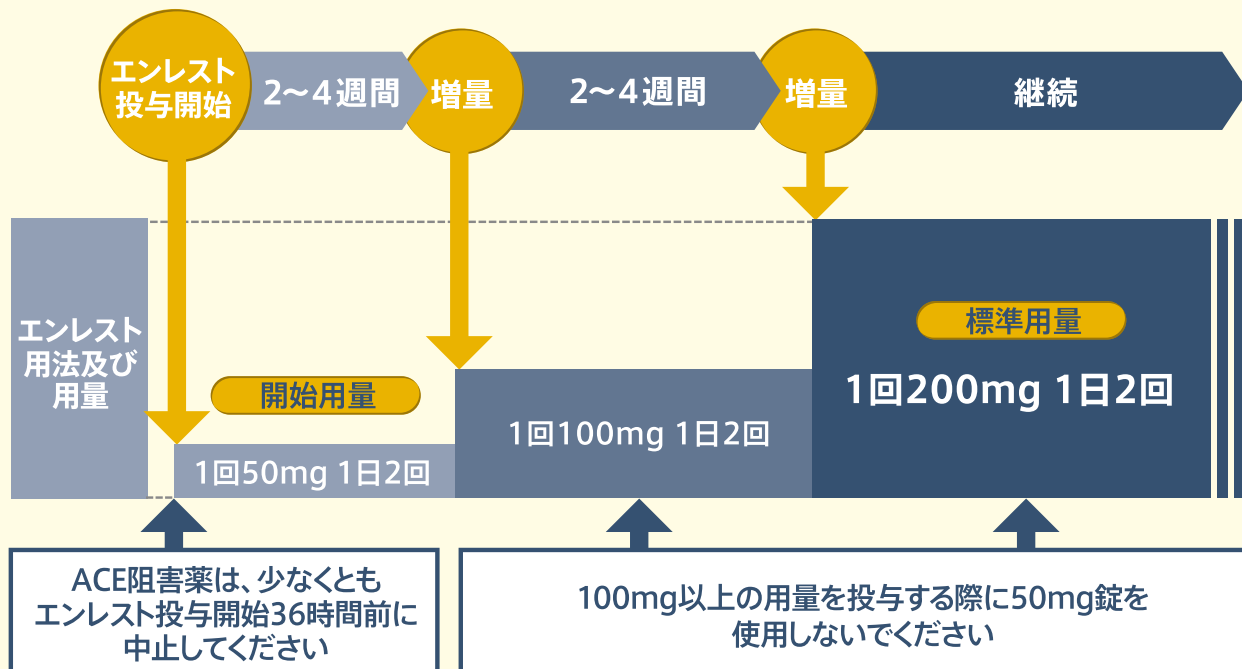 エンレスト
投与開始
2〜4週間
増量
2〜4週間
増量
継続
エンレスト
用法及び
用量
開始用量
1回50mg 1日2回
1回100mg 1日2回
標準用量
1回200mg 1日2回
ACE阻害薬は、少なくとも
エンレスト投与開始36時間前に
中止してください
100mg以上の用量を投与する際に50mg錠を
使用しないでください